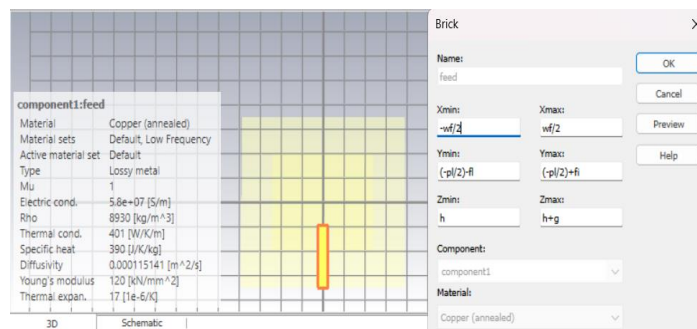 component1:feed
Material Copper (annealed)
Material sets Default, Low Frequency
Active material set Default
Type Lossy metal
Mu 1
Electric cond. 5.8e+07 [S/m]
Rho 8930 [kg/m^3]
Thermal cond. 401 [W/K/m]
Specific heat 390 [J/K/kg]
Diffusivity 0.000115141 [m^2/s]
Young's modulus 120 [kN/mm^2]
Thermal expan. 17 [1e-6/K]
3D Schematic
Brick
Name:
feed
Xmin: Xmax:
-wf/2 wf/2
Ymin: Ymax:
(-pl/2)-fl (-pl/2)+fi
Zmin: Zmax:
h h+g
Component:
component1
Material:
Copper (annealed)
OK
Cancel
Preview
Help